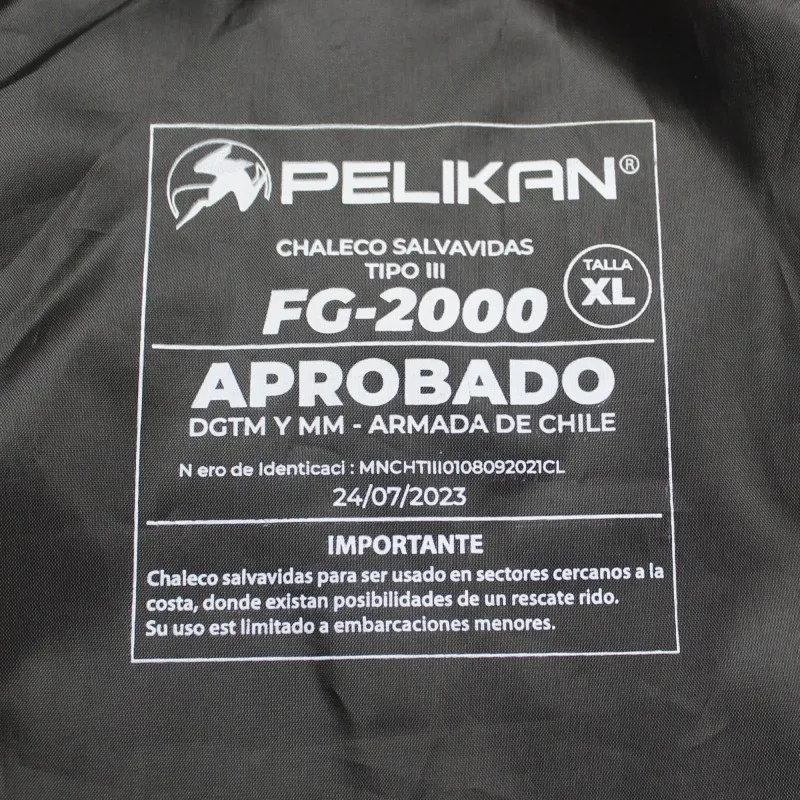 PELIKAN®
CHALECO SALVAVIDAS
TIPO III
FG-2000
TALLA
XL
APROBADO
DGTM Y MM - ARMADA DE CHILE
N ero de Identicaci : MNCHTIII0108092021CL
24/07/2023
IMPORTANTE
Chaleco salvavidas para ser usado en sectores cercanos a la
costa, donde existan posibilidades de un rescate rido.
Su uso est limitado a embarcaciones menores.